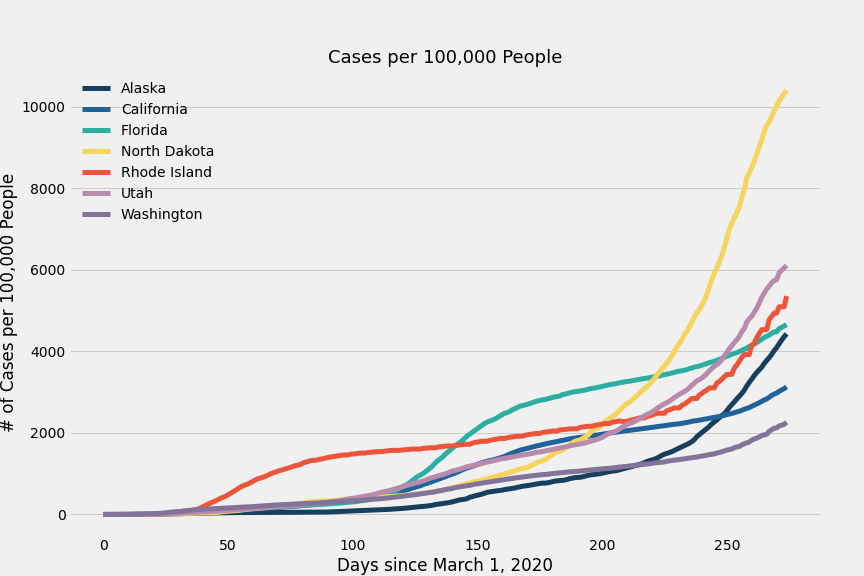 Cases per 100,000 People
Alaska
California
Florida
North Dakota
Rhode Island
Utah
Washington
# of Cases per 100,000 People
10000
8000
6000
4000
2000
0
0 50 100 150 200 250
Days since March 1, 2020